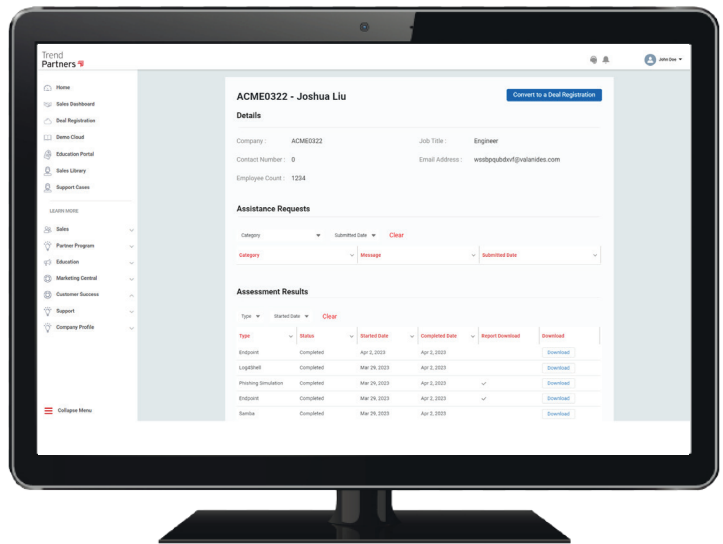 Trend
Partners
John Doe
Home
Sales Dashboard
Deal Registration
Demo Cloud
Education Portal
Sales Library
Support Cases
LEARN MORE
Sales
Partner Program
Education
Marketing Central
Customer Success
Support
Company Profile
Collapse Menu
ACME0322 - Joshua Liu
Convert to a Deal Registration
Details
Company : ACME0322 Job Title : Engineer
Contact Number : 0 Email Address : wssbpqubdxvf@valanides.com
Employee Count : 1234
Assistance Requests
Category Submitted Date Clear
Category Message Submitted Date
Assessment Results
Type Started Date Clear
Type Status Started Date Completed Date Report Download Download
Endpoint Completed Apr 2, 2023 Apr 2, 2023 Download
Log4Shell Completed Mar 29, 2023 Apr 2, 2023 Download
Phishing Simulation Completed Mar 29, 2023 Apr 2, 2023 Download
Endpoint Completed Mar 29, 2023 Apr 2, 2023 Download
Samba Completed Mar 29, 2023 Apr 2, 2023 Download